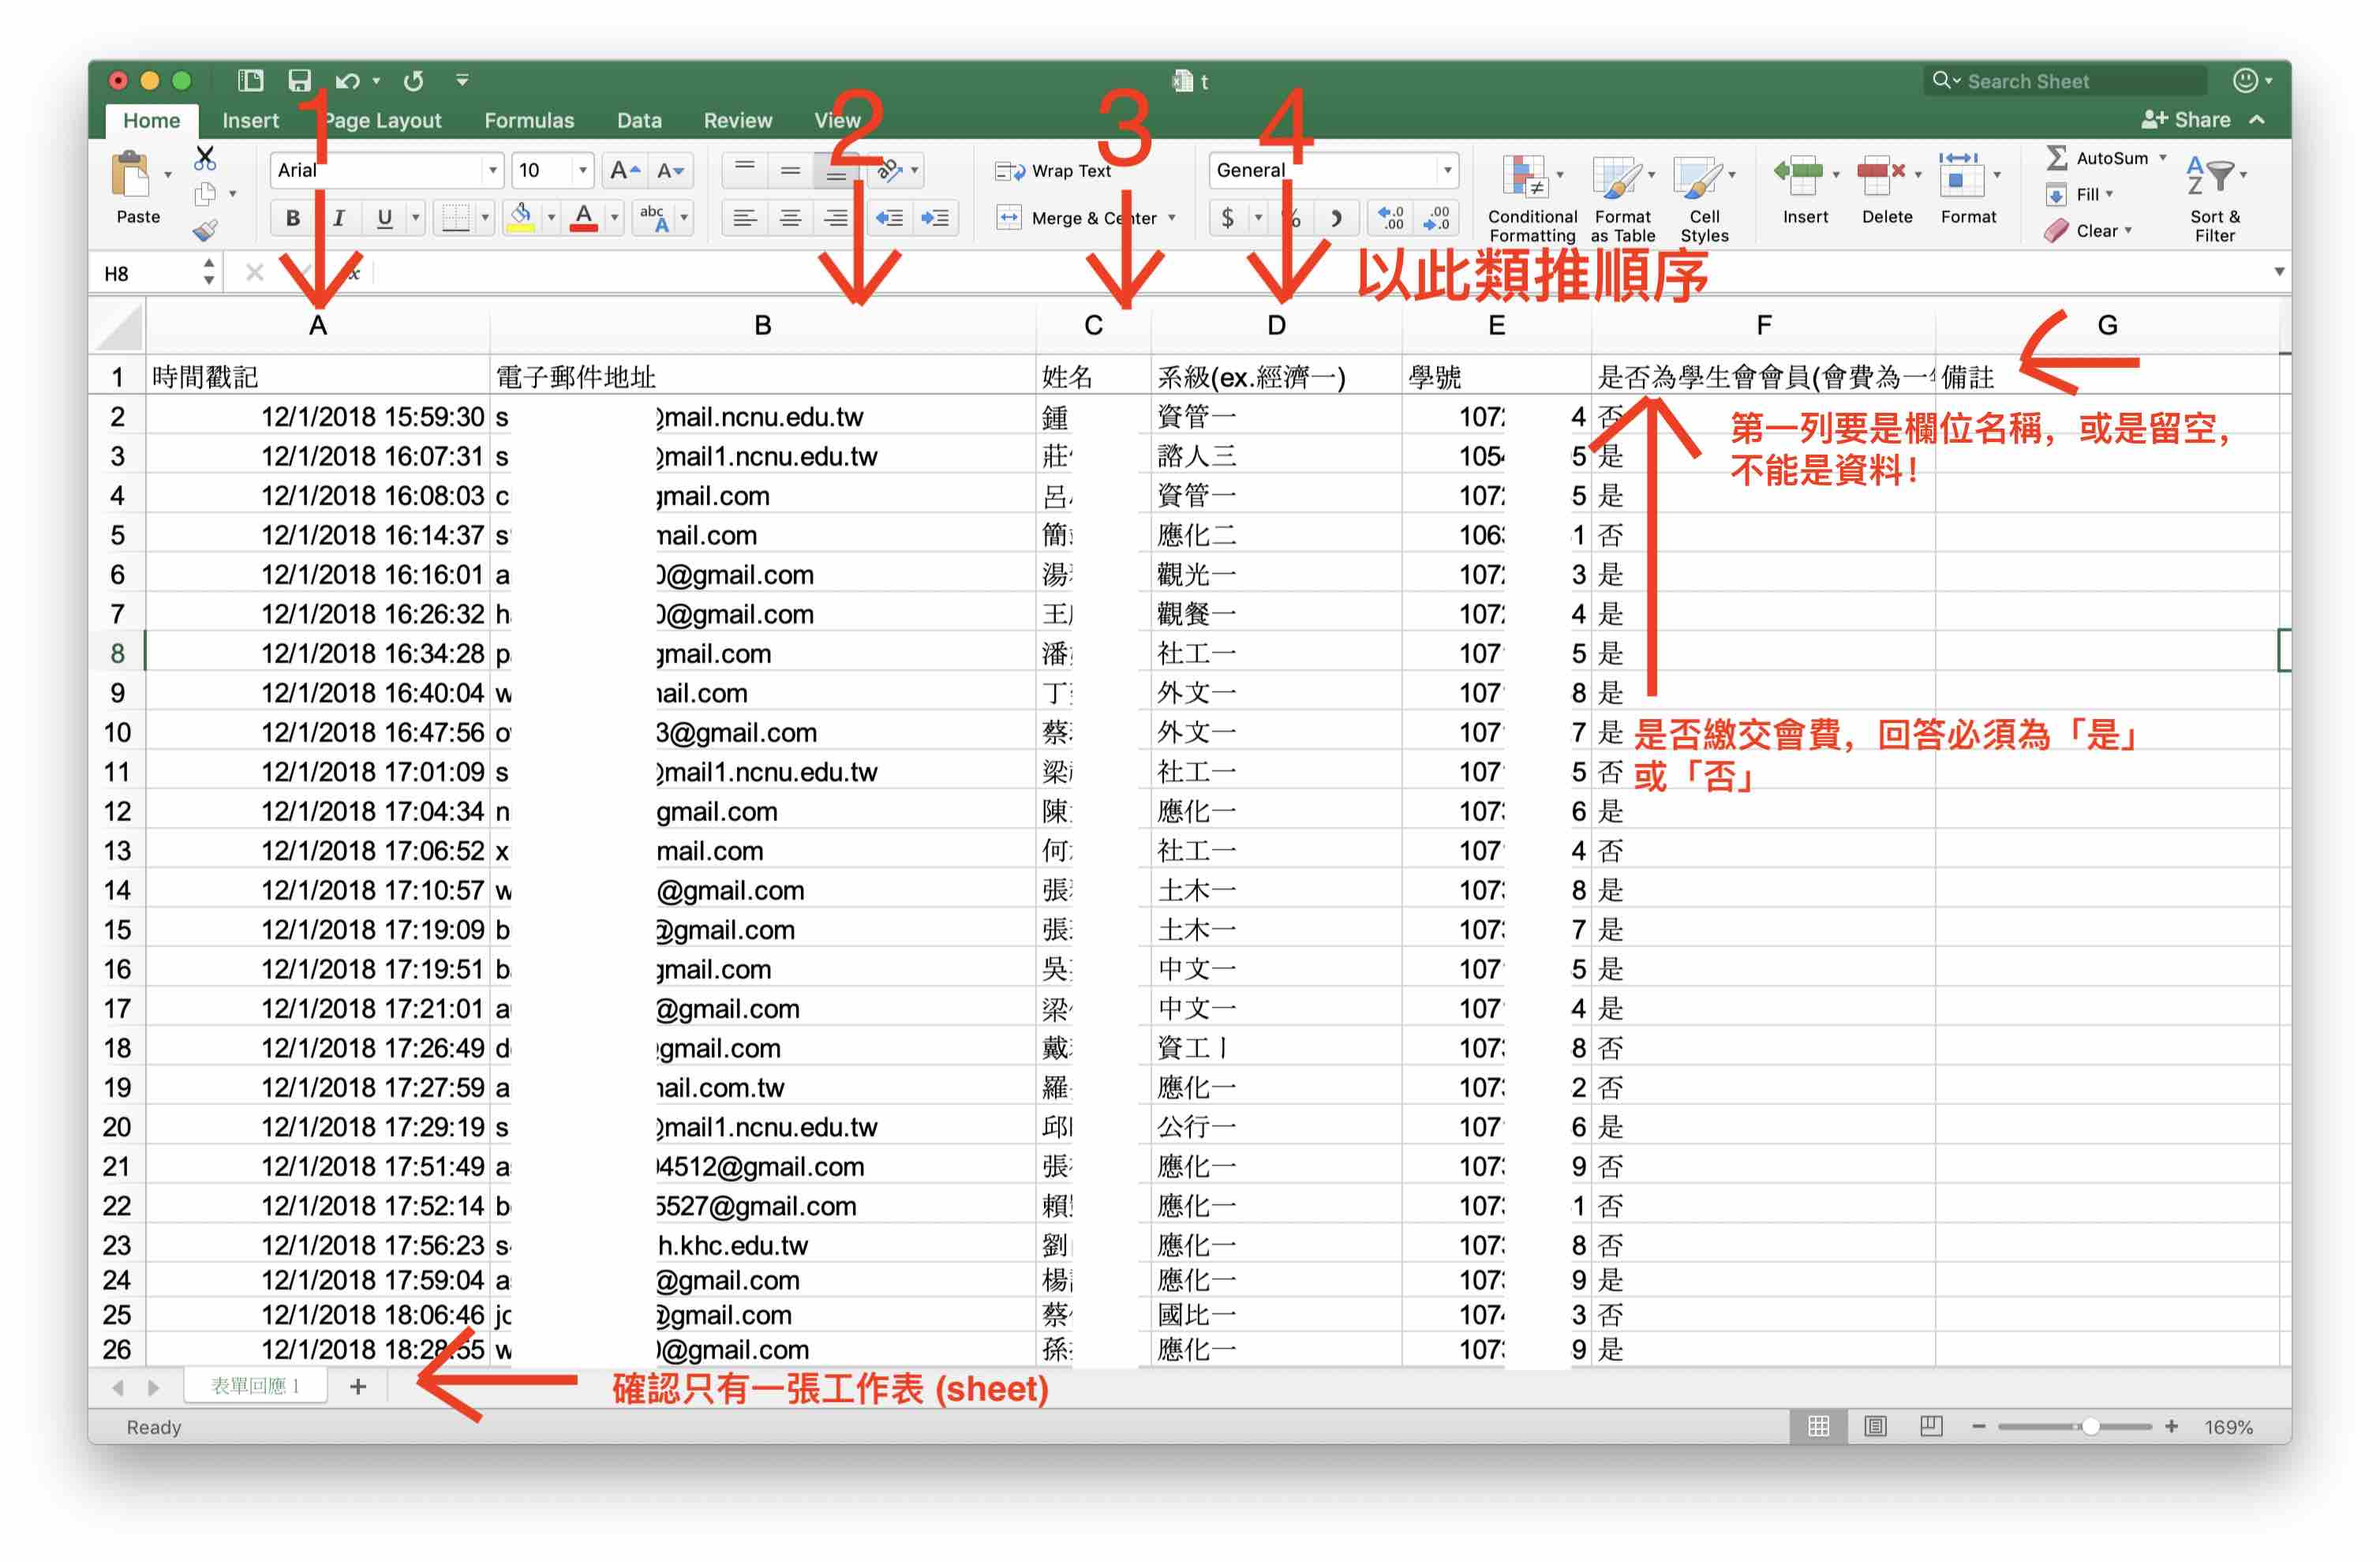 t
Search Sheet
Home Insert Page Layout Formulas Data Review View
Share
1 2 3 4
Paste
Arial 10
Wrap Text
Merge & Center
General
Conditional Formatting
Format as Table
Cell Styles
Insert
Delete
Format
AutoSum
Fill
Clear
Sort & Filter
以此類推順序
H8
A B C D E F G
1 時間戳記 電子郵件地址 姓名 系級(ex.經濟一) 學號 是否為學生會會員(會費為一 備註
第一列要是欄位名稱，或是留空，
不能是資料！
2 12/1/2018 15:59:30 s @mail.ncnu.edu.tw 鍾 資管一 107 4 否
3 12/1/2018 16:07:31 s @mail1.ncnu.edu.tw 莊 諮人三 105 5 是
4 12/1/2018 16:08:03 c gmail.com 呂 資管一 107 5 是
5 12/1/2018 16:14:37 s mail.com 簡 應化二 106 1 否
6 12/1/2018 16:16:01 a 0@gmail.com 湯 觀光一 107 3 是
7 12/1/2018 16:26:32 h 0@gmail.com 王 觀餐一 107 4 是
8 12/1/2018 16:34:28 p gmail.com 潘 社工一 107 5 是
9 12/1/2018 16:40:04 w ail.com 丁 外文一 107 8 是
10 12/1/2018 16:47:56 o 3@gmail.com 蔡 外文一 107 7 是
是否繳交會費，回答必須為「是」
或「否」
11 12/1/2018 17:01:09 s @mail1.ncnu.edu.tw 梁 社工一 107 5 否
12 12/1/2018 17:04:34 n gmail.com 陳 應化一 107 6 是
13 12/1/2018 17:06:52 x mail.com 何 社工一 107 4 否
14 12/1/2018 17:10:57 w @gmail.com 張 土木一 107 8 是
15 12/1/2018 17:19:09 b @gmail.com 張 土木一 107 7 是
16 12/1/2018 17:19:51 b gmail.com 吳 中文一 107 5 是
17 12/1/2018 17:21:01 a @gmail.com 梁 中文一 107 4 是
18 12/1/2018 17:26:49 d gmail.com 戴 資工丨 107 8 否
19 12/1/2018 17:27:59 a ail.com.tw 羅 應化一 107 2 否
20 12/1/2018 17:29:19 s @mail1.ncnu.edu.tw 邱 公行一 107 6 是
21 12/1/2018 17:51:49 a 4512@gmail.com 張 應化一 107 9 否
22 12/1/2018 17:52:14 b 5527@gmail.com 賴 應化一 107 1 否
23 12/1/2018 17:56:23 s h.khc.edu.tw 劉 應化一 107 8 否
24 12/1/2018 17:59:04 a @gmail.com 楊 應化一 107 9 是
25 12/1/2018 18:06:46 jo @gmail.com 蔡 國比一 107 3 否
26 12/1/2018 18:28:55 w @gmail.com 孫 應化一 107 9 是
表單回應 1
確認只有一張工作表 (sheet)
Ready
169%